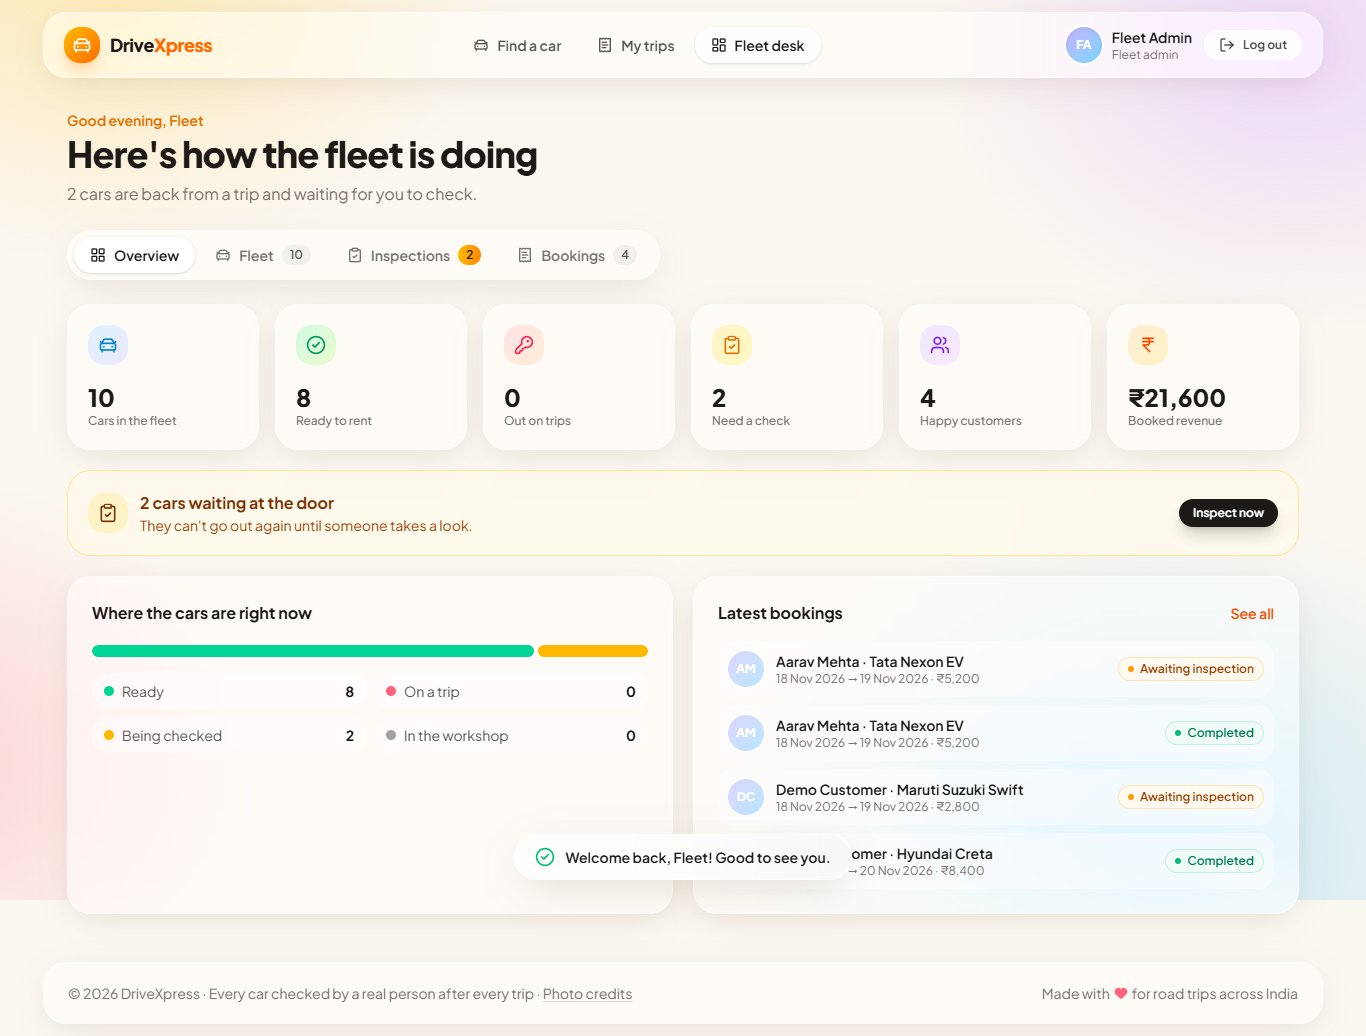 DriveXpress
Find a car
My trips
Fleet desk
FA
Fleet Admin
Fleet admin
Log out
Good evening, Fleet
Here's how the fleet is doing
2 cars are back from a trip and waiting for you to check.
Overview
Fleet 10
Inspections 2
Bookings 4
10
Cars in the fleet
8
Ready to rent
0
Out on trips
2
Need a check
4
Happy customers
₹21,600
Booked revenue
2 cars waiting at the door
They can't go out again until someone takes a look.
Inspect now
Where the cars are right now
Ready 8
On a trip 0
Being checked 2
In the workshop 0
Latest bookings
See all
AM
Aarav Mehta · Tata Nexon EV
18 Nov 2026 → 19 Nov 2026 · ₹5,200
Awaiting inspection
AM
Aarav Mehta · Tata Nexon EV
18 Nov 2026 → 19 Nov 2026 · ₹5,200
Completed
DC
Demo Customer · Maruti Suzuki Swift
18 Nov 2026 → 19 Nov 2026 · ₹2,800
Awaiting inspection
omer · Hyundai Creta
→ 20 Nov 2026 · ₹8,400
Completed
Welcome back, Fleet! Good to see you.
© 2026 DriveXpress · Every car checked by a real person after every trip · Photo credits
Made with ♥ for road trips across India